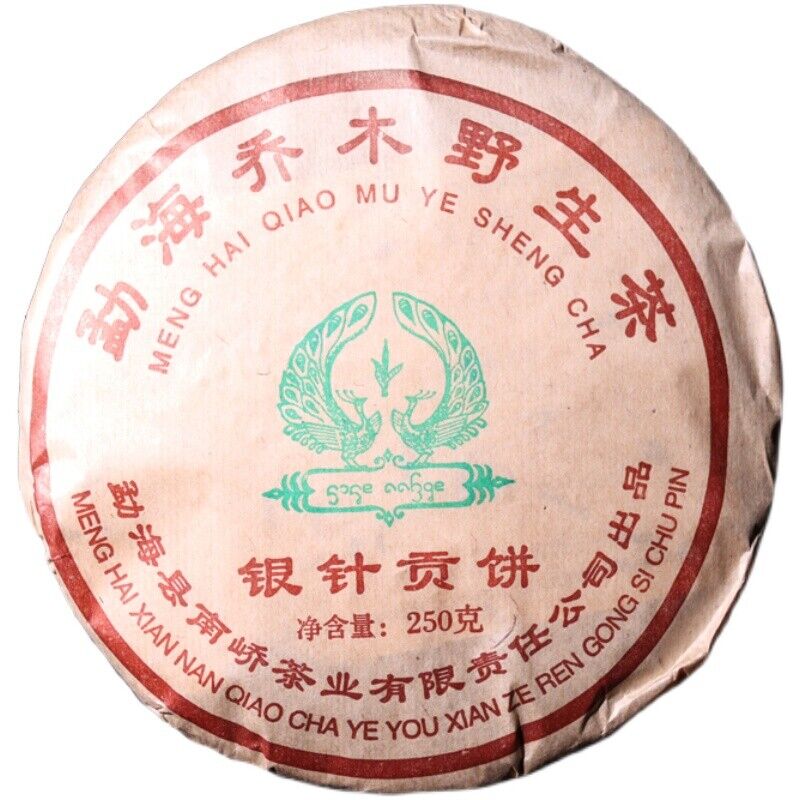 勐海乔木野生茶
MENG HAI QIAO MU YE SHENG CHA
银针贡饼
净含量：250克
勐海县南峤茶业有限责任公司出品
MENG HAI XIAN NAN QIAO CHA YE YOU XIAN ZE REN GONG SI CHU PIN